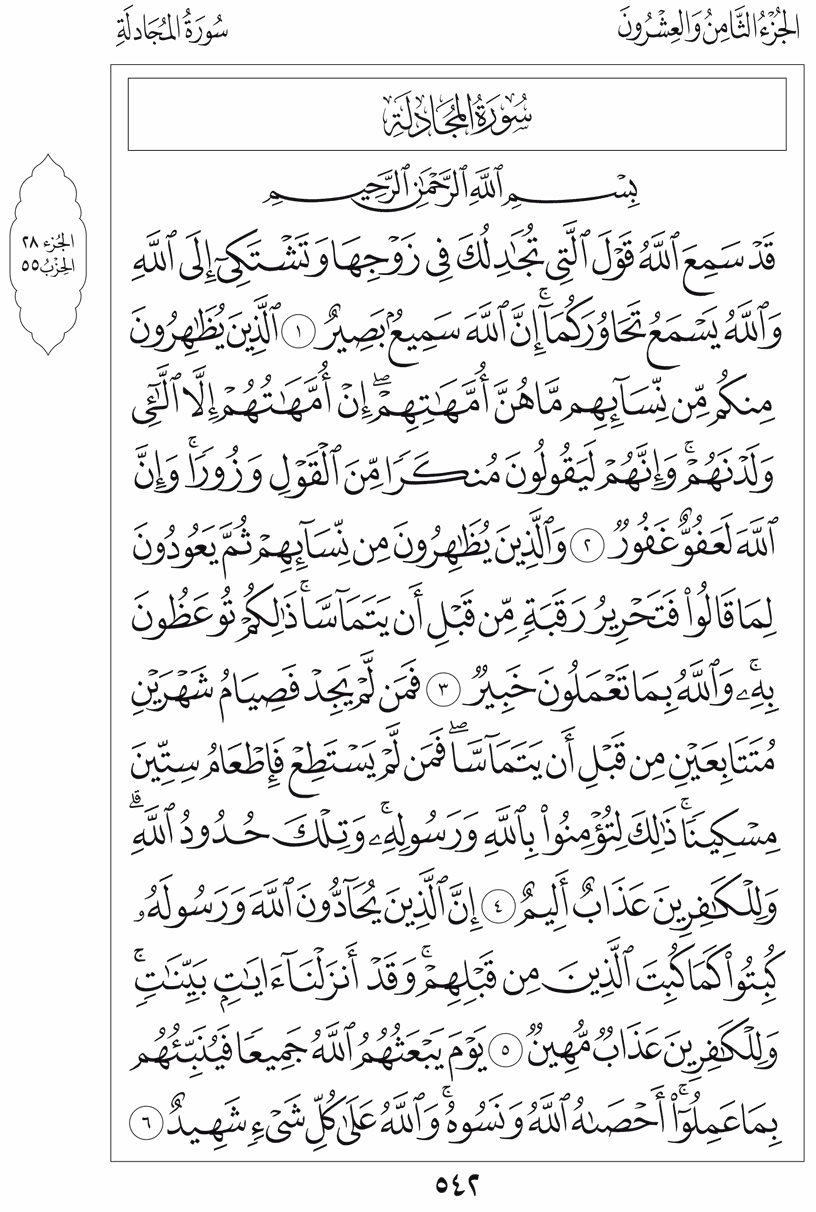 الجُزْءُ الثَّامِنُ وَالعِشْرُونَ
سُورَةُ المُجَادلَةِ
سُورَةُ المُجَادلَةِ
بِسْمِ ٱللَّهِ ٱلرَّحْمَٰنِ ٱلرَّحِيمِ
قَدْ سَمِعَ ٱللَّهُ قَوْلَ ٱلَّتِي تُجَٰدِلُكَ فِي زَوْجِهَا وَتَشْتَكِيٓ إِلَى ٱللَّهِ
وَٱللَّهُ يَسْمَعُ تَحَاوُرَكُمَآۚ إِنَّ ٱللَّهَ سَمِيعُۢ بَصِيرٌ ١ ٱلَّذِينَ يُظَٰهِرُونَ
مِنكُم مِّن نِّسَآئِهِم مَّا هُنَّ أُمَّهَٰتِهِمْۖ إِنْ أُمَّهَٰتُهُمْ إِلَّا ٱلَّٰٓـِٔي
وَلَدْنَهُمْۚ وَإِنَّهُمْ لَيَقُولُونَ مُنكَرًا مِّنَ ٱلْقَوْلِ وَزُورًاۚ وَإِنَّ
ٱللَّهَ لَعَفُوٌّ غَفُورٌ ٢ وَٱلَّذِينَ يُظَٰهِرُونَ مِن نِّسَآئِهِمْ ثُمَّ يَعُودُونَ
لِمَا قَالُوا۟ فَتَحْرِيرُ رَقَبَةٍ مِّن قَبْلِ أَن يَتَمَآسَّاۚ ذَٰلِكُمْ تُوعَظُونَ
بِهِۦۚ وَٱللَّهُ بِمَا تَعْمَلُونَ خَبِيرٌ ٣ فَمَن لَّمْ يَجِدْ فَصِيَامُ شَهْرَيْنِ
مُتَتَابِعَيْنِ مِن قَبْلِ أَن يَتَمَآسَّاۖ فَمَن لَّمْ يَسْتَطِعْ فَإِطْعَامُ سِتِّينَ
مِسْكِينًاۚ ذَٰلِكَ لِتُؤْمِنُوا۟ بِٱللَّهِ وَرَسُولِهِۦۚ وَتِلْكَ حُدُودُ ٱللَّهِۗ
وَلِلْكَٰفِرِينَ عَذَابٌ أَلِيمٌ ٤ إِنَّ ٱلَّذِينَ يُحَآدُّونَ ٱللَّهَ وَرَسُولَهُۥ
كُبِتُوا۟ كَمَا كُبِتَ ٱلَّذِينَ مِن قَبْلِهِمْۚ وَقَدْ أَنزَلْنَآ ءَايَٰتٍۭ بَيِّنَٰتٍۚ
وَلِلْكَٰفِرِينَ عَذَابٌ مُّهِينٌ ٥ يَوْمَ يَبْعَثُهُمُ ٱللَّهُ جَمِيعًا فَيُنَبِّئُهُم
بِمَا عَمِلُوٓا۟ۚ أَحْصَىٰهُ ٱللَّهُ وَنَسُوهُۚ وَٱللَّهُ عَلَىٰ كُلِّ شَيْءٍ شَهِيدٌ ٦
الجُزء ٢٨
الحِزْبُ ٥٥
٥٤٢